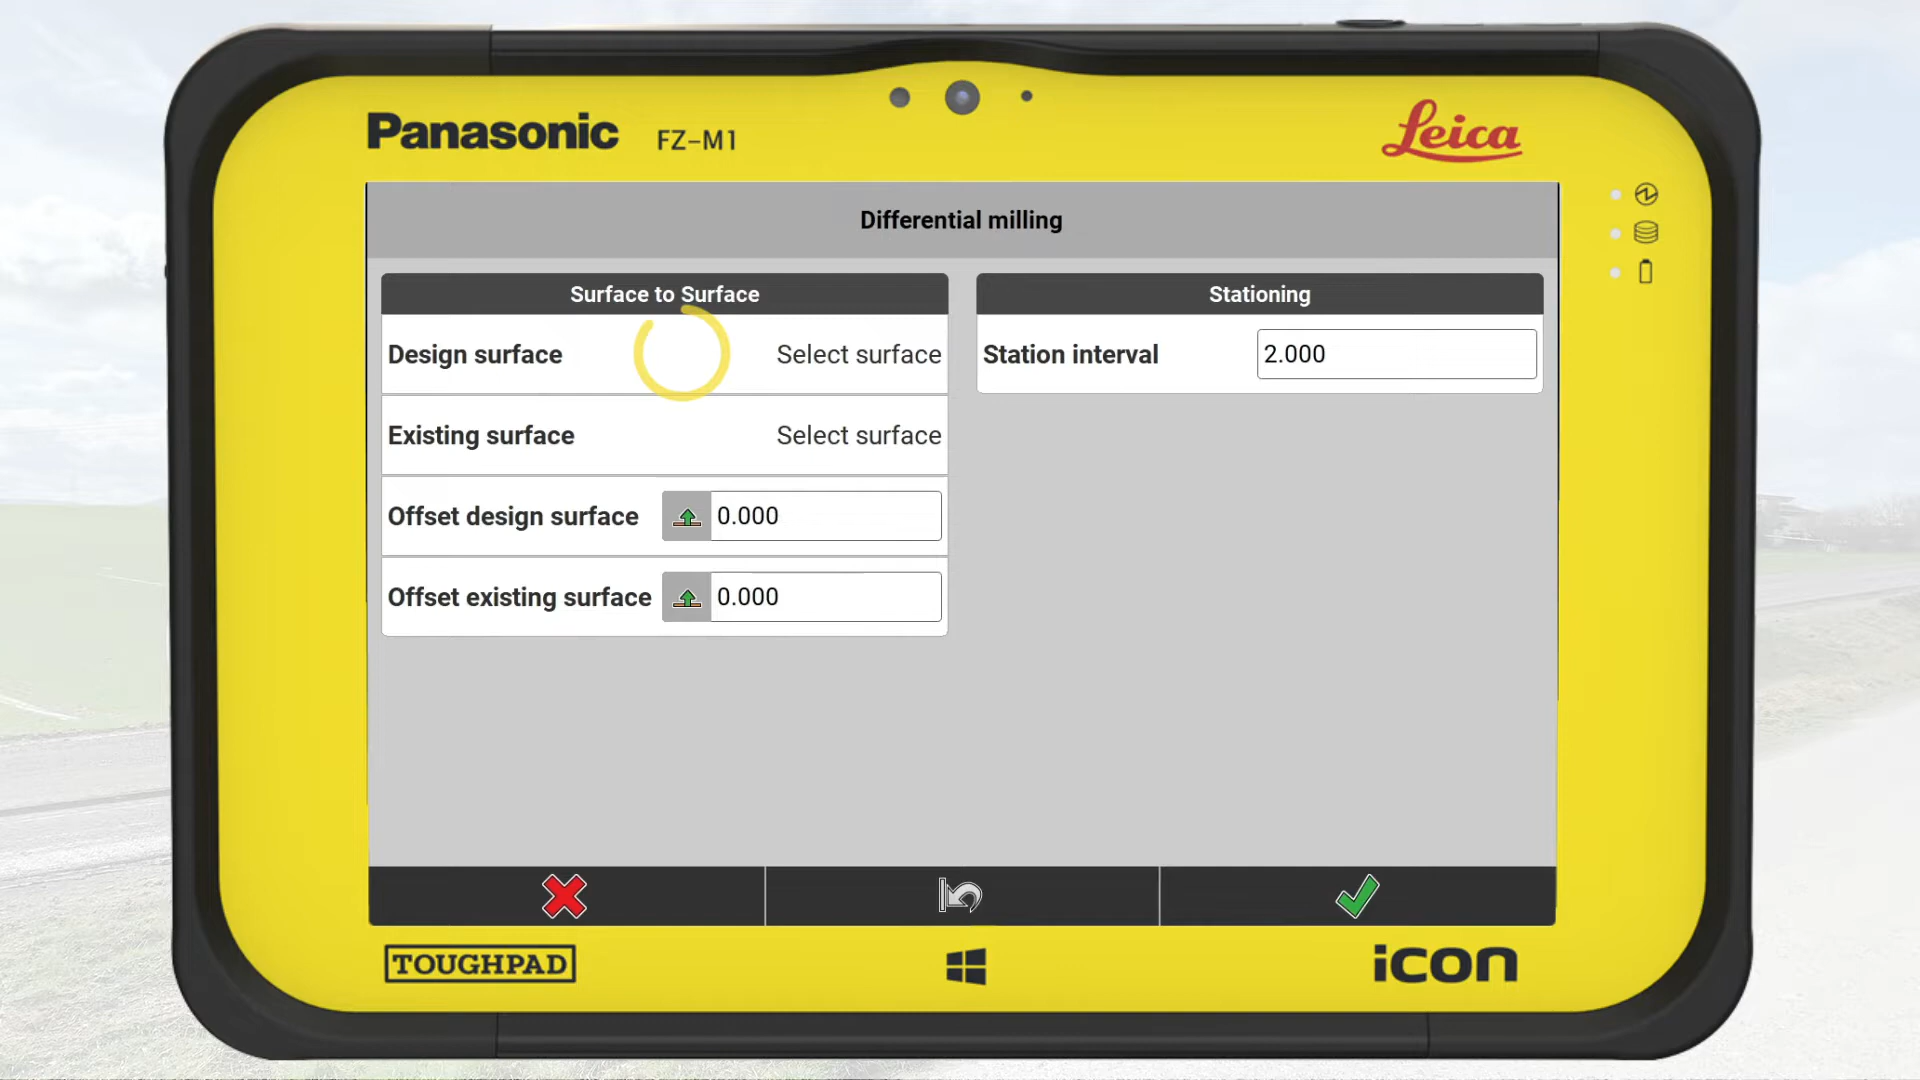 Panasonic FZ-M1
Leica
Differential milling
Surface to Surface
Design surface Select surface
Existing surface Select surface
Offset design surface 0.000
Offset existing surface 0.000
Stationing
Station interval 2.000
TOUGHPAD
iCON